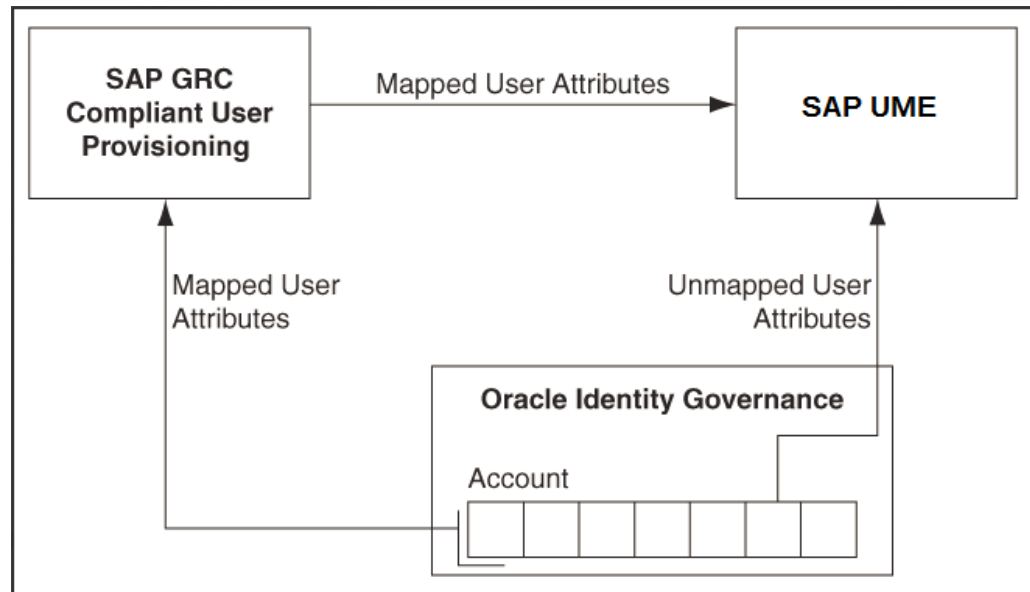 SAP GRC
Compliant User
Provisioning
Mapped User Attributes
SAP UME
Mapped User
Attributes
Unmapped User
Attributes
Oracle Identity Governance
Account